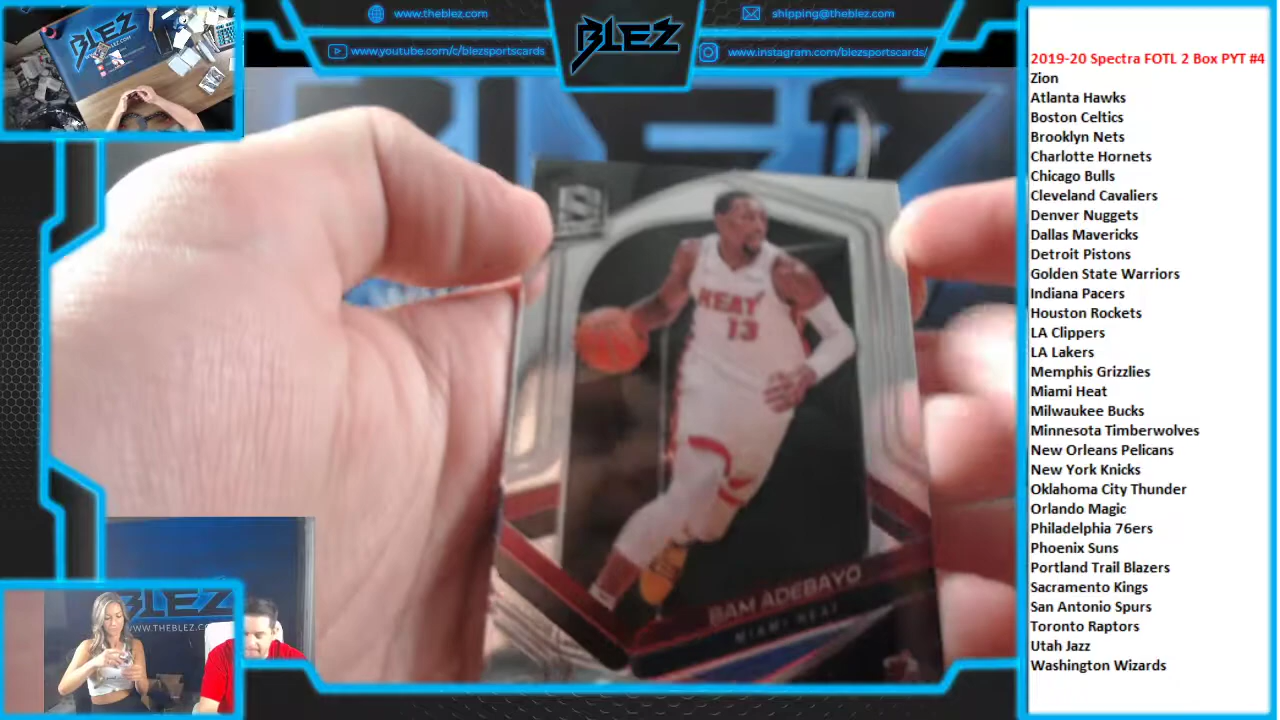 www.theblez.com
www.youtube.com/c/blezsportscards
BLEZ
shipping@theblez.com
www.instagram.com/blezsportscards/
HEAT
13
BAM ADEBAYO
MIAMI HEAT
WWW.THEBLEZ.COM
2019-20 Spectra FOTL 2 Box PYT #4
Zion
Atlanta Hawks
Boston Celtics
Brooklyn Nets
Charlotte Hornets
Chicago Bulls
Cleveland Cavaliers
Denver Nuggets
Dallas Mavericks
Detroit Pistons
Golden State Warriors
Indiana Pacers
Houston Rockets
LA Clippers
LA Lakers
Memphis Grizzlies
Miami Heat
Milwaukee Bucks
Minnesota Timberwolves
New Orleans Pelicans
New York Knicks
Oklahoma City Thunder
Orlando Magic
Philadelphia 76ers
Phoenix Suns
Portland Trail Blazers
Sacramento Kings
San Antonio Spurs
Toronto Raptors
Utah Jazz
Washington Wizards